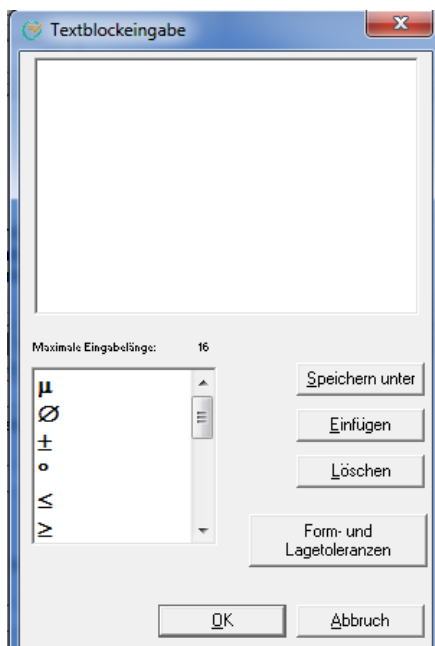 Textblockeingabe
Maximale Eingabelänge: 16
µ
Ø
±
°
≤
≥
Speichern unter
Einfügen
Löschen
Form- und
Lagetoleranzen
OK
Abbruch